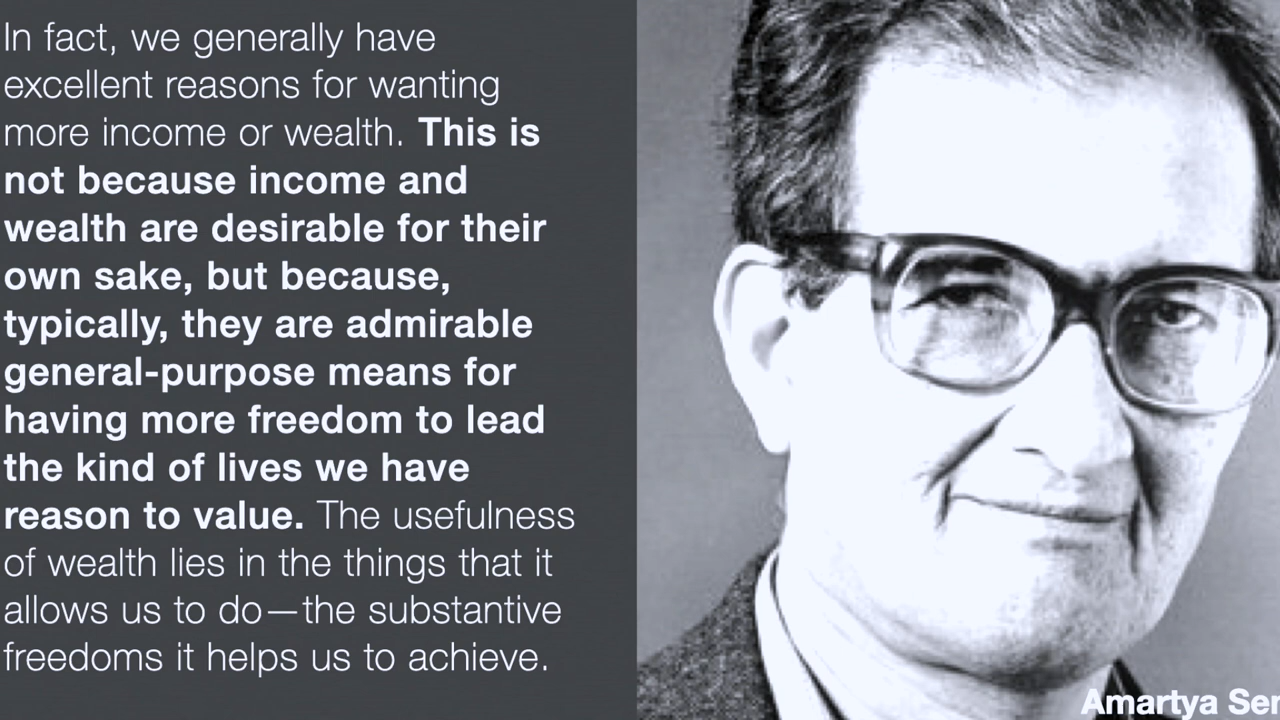 In fact, we generally have
excellent reasons for wanting
more income or wealth. This is
not because income and
wealth are desirable for their
own sake, but because,
typically, they are admirable
general-purpose means for
having more freedom to lead
the kind of lives we have
reason to value. The usefulness
of wealth lies in the things that it
allows us to do—the substantive
freedoms it helps us to achieve.
Amartya Sen